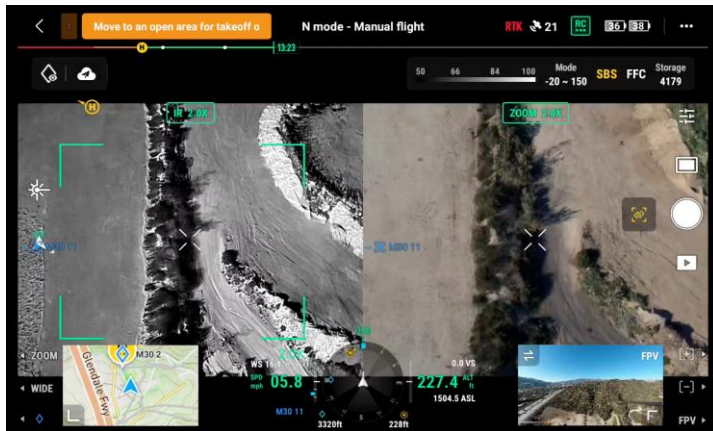 Move to an open area for takeoff o
N mode - Manual flight
RTK
21
RC
36 38
H
13:23
50 66 84 100
Mode
-20 ~ 150
SBS
FFC
Storage
4179
H
IR 2.0X
ZOOM 2.0X
M30 11
M30 11
ZOOM
WIDE
M30 2
Glendale Fwy
SPD
mph
05.8
0.0 VS
227.4
ALT
ft
1504.5 ASL
M30 11
3320ft
228ft
FPV
FPV